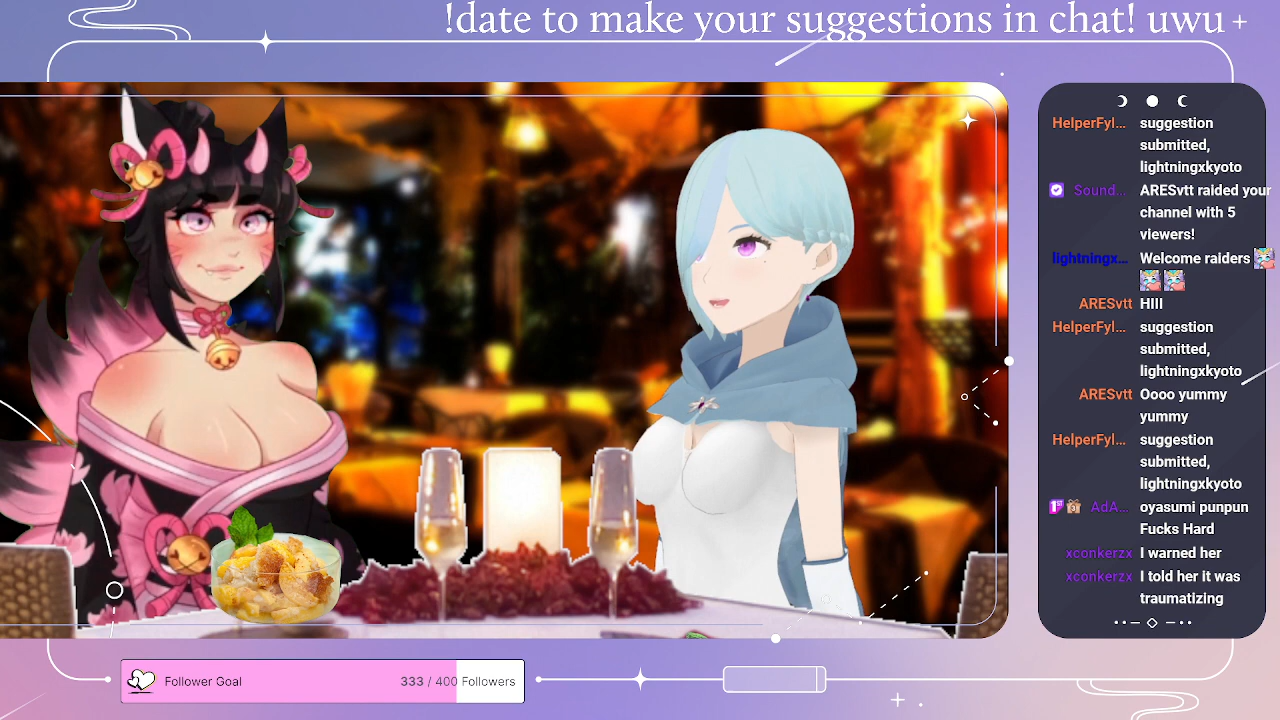 !date to make your suggestions in chat! uwu
HelperFyl... suggestion
submitted,
lightningxkyoto
Sound... ARESvtt raided your
channel with 5
viewers!
lightningx... Welcome raiders
ARESvtt HIII
HelperFyl... suggestion
submitted,
lightningxkyoto
ARESvtt Oooo yummy
yummy
HelperFyl... suggestion
submitted,
lightningxkyoto
1st AdA... oyasumi punpun
Fucks Hard
xconkerzx I warned her
xconkerzx I told her it was
traumatizing
Follower Goal 333 / 400 Followers